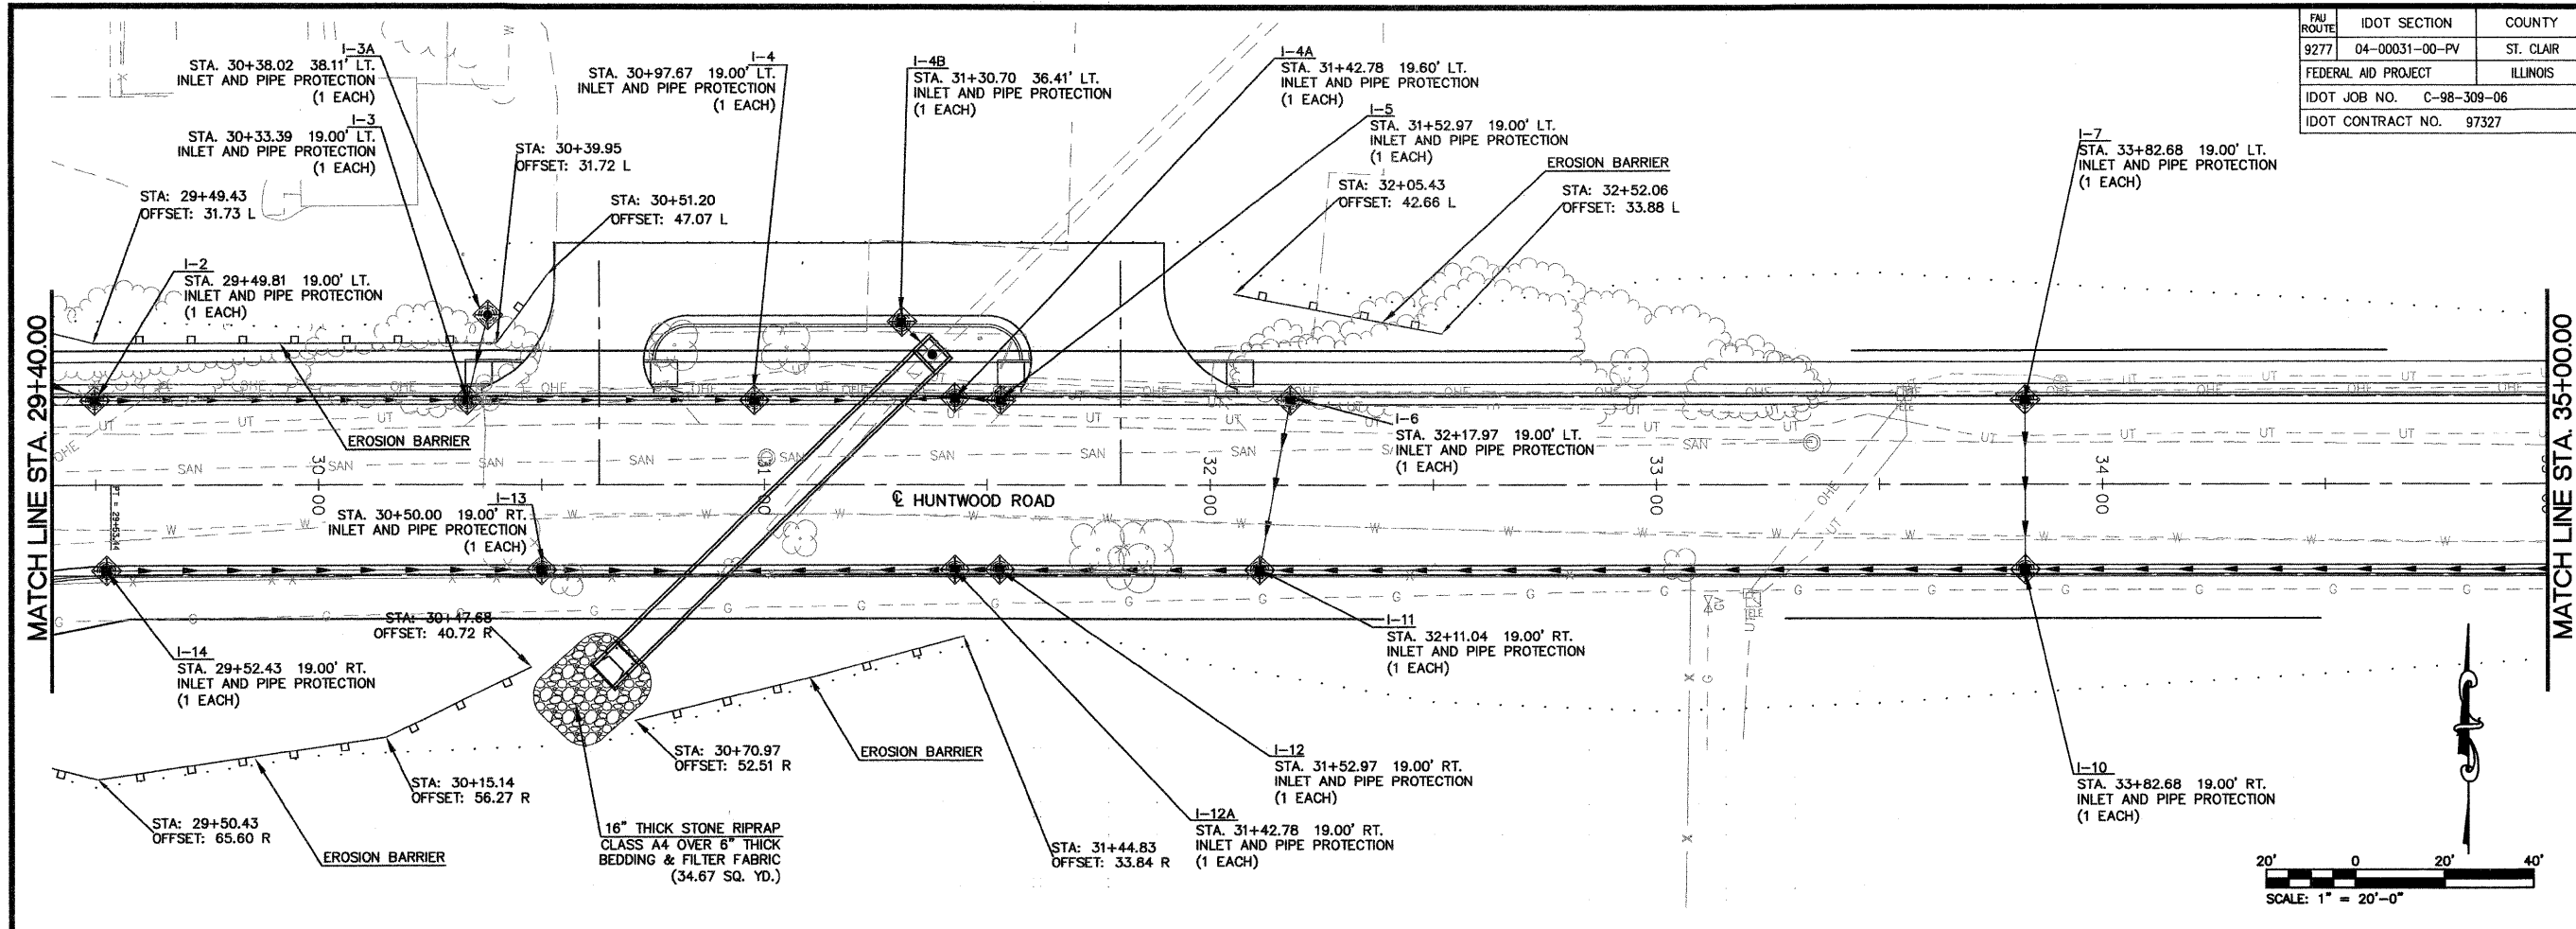 FAU ROUTE IDOT SECTION COUNTY
9277 04-00031-00-PV ST. CLAIR
FEDERAL AID PROJECT ILLINOIS
IDOT JOB NO. C-98-309-06
IDOT CONTRACT NO. 97327
I-3A
STA. 30+38.02 38.11' LT.
INLET AND PIPE PROTECTION
(1 EACH)
I-3
STA. 30+33.39 19.00' LT.
INLET AND PIPE PROTECTION
(1 EACH)
STA: 29+49.43
OFFSET: 31.73 L
I-2
STA. 29+49.81 19.00' LT.
INLET AND PIPE PROTECTION
(1 EACH)
STA: 30+39.95
OFFSET: 31.72 L
STA: 30+51.20
OFFSET: 47.07 L
I-4
STA. 30+97.67 19.00' LT.
INLET AND PIPE PROTECTION
(1 EACH)
I-4B
STA. 31+30.70 36.41' LT.
INLET AND PIPE PROTECTION
(1 EACH)
I-4A
STA. 31+42.78 19.60' LT.
INLET AND PIPE PROTECTION
(1 EACH)
I-5
STA. 31+52.97 19.00' LT.
INLET AND PIPE PROTECTION
(1 EACH)
EROSION BARRIER
STA: 32+05.43
OFFSET: 42.66 L
STA: 32+52.06
OFFSET: 33.88 L
I-7
STA. 33+82.68 19.00' LT.
INLET AND PIPE PROTECTION
(1 EACH)
MATCH LINE STA. 29+40.00
MATCH LINE STA. 35+00.00
EROSION BARRIER
I-6
STA. 32+17.97 19.00' LT.
INLET AND PIPE PROTECTION
(1 EACH)
30 00
31 00
32 00
33 00
34 00
℄ HUNTWOOD ROAD
I-13
STA. 30+50.00 19.00' RT.
INLET AND PIPE PROTECTION
(1 EACH)
STA: 30+47.68
OFFSET: 40.72 R
I-14
STA. 29+52.43 19.00' RT.
INLET AND PIPE PROTECTION
(1 EACH)
I-11
STA. 32+11.04 19.00' RT.
INLET AND PIPE PROTECTION
(1 EACH)
STA: 30+15.14
OFFSET: 56.27 R
STA: 29+50.43
OFFSET: 65.60 R
EROSION BARRIER
STA: 30+70.97
OFFSET: 52.51 R
EROSION BARRIER
16" THICK STONE RIPRAP
CLASS A4 OVER 6" THICK
BEDDING & FILTER FABRIC
(34.67 SQ. YD.)
STA: 31+44.83
OFFSET: 33.84 R
I-12
STA. 31+52.97 19.00' RT.
INLET AND PIPE PROTECTION
(1 EACH)
I-12A
STA. 31+42.78 19.00' RT.
INLET AND PIPE PROTECTION
(1 EACH)
I-10
STA. 33+82.68 19.00' RT.
INLET AND PIPE PROTECTION
(1 EACH)
20' 0 20' 40'
SCALE: 1" = 20'-0"